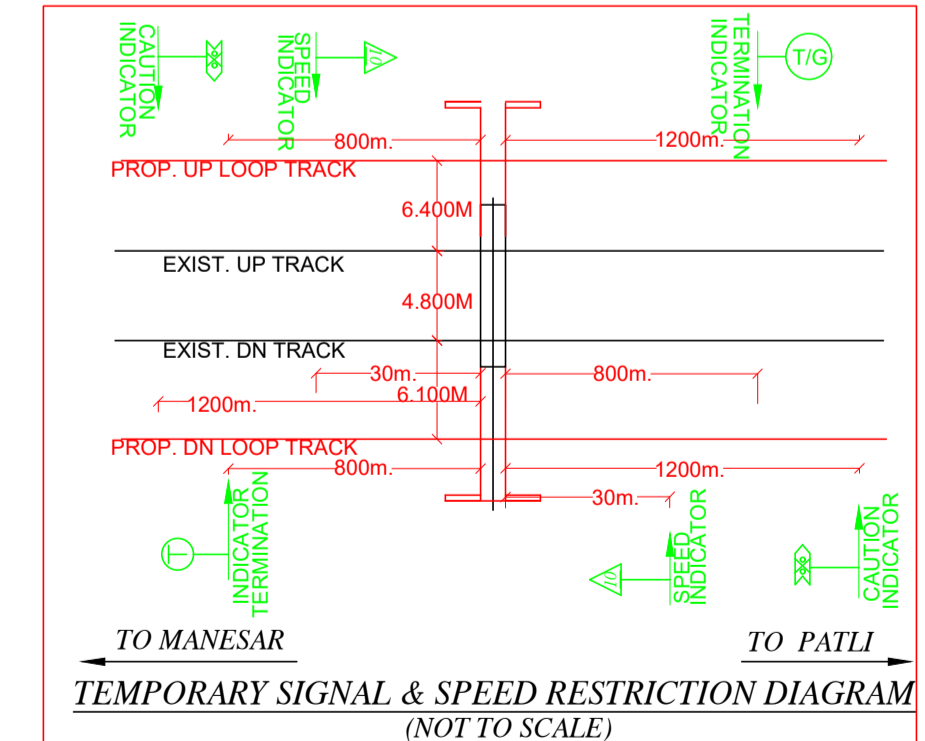 CAUTION
INDICATOR
SPEED
INDICATOR
10
TERMINATION
INDICATOR
T/G
800m.
1200m.
PROP. UP LOOP TRACK
6.400M
EXIST. UP TRACK
4.800M
EXIST. DN TRACK
30m.
800m.
6.100M
1200m.
PROP. DN LOOP TRACK
800m.
1200m.
30m.
T
INDICATOR
TERMINATION
10
SPEED
INDICATOR
CAUTION
INDICATOR
TO MANESAR
TO PATLI
TEMPORARY SIGNAL & SPEED RESTRICTION DIAGRAM
(NOT TO SCALE)